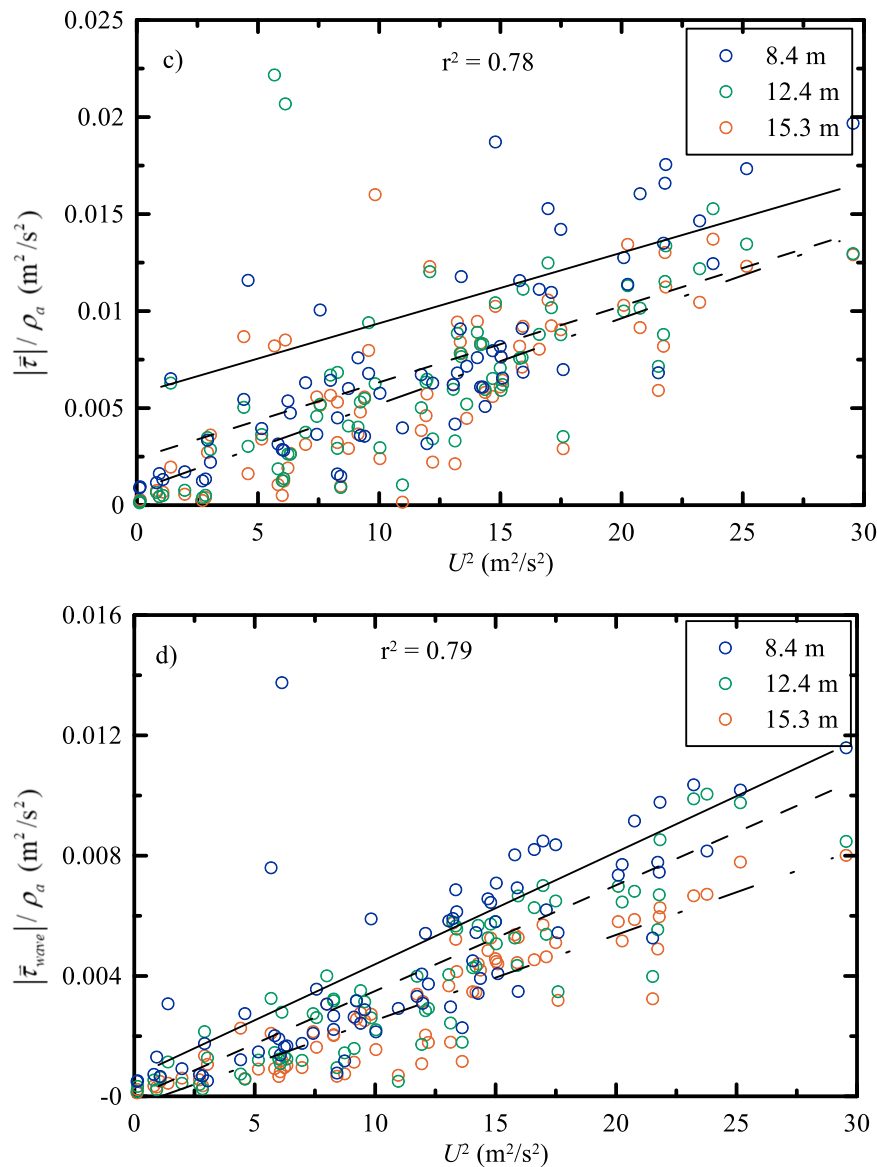 0.025
c)
r² = 0.78
8.4 m
12.4 m
15.3 m
0.02
0.015
0.01
0.005
0
|τ̄| / ρₐ (m²/s²)
0 5 10 15 20 25 30
U² (m²/s²)
0.016
d)
r² = 0.79
8.4 m
12.4 m
15.3 m
0.012
0.008
0.004
-0
|τ̄wave| / ρₐ (m²/s²)
0 5 10 15 20 25 30
U² (m²/s²)